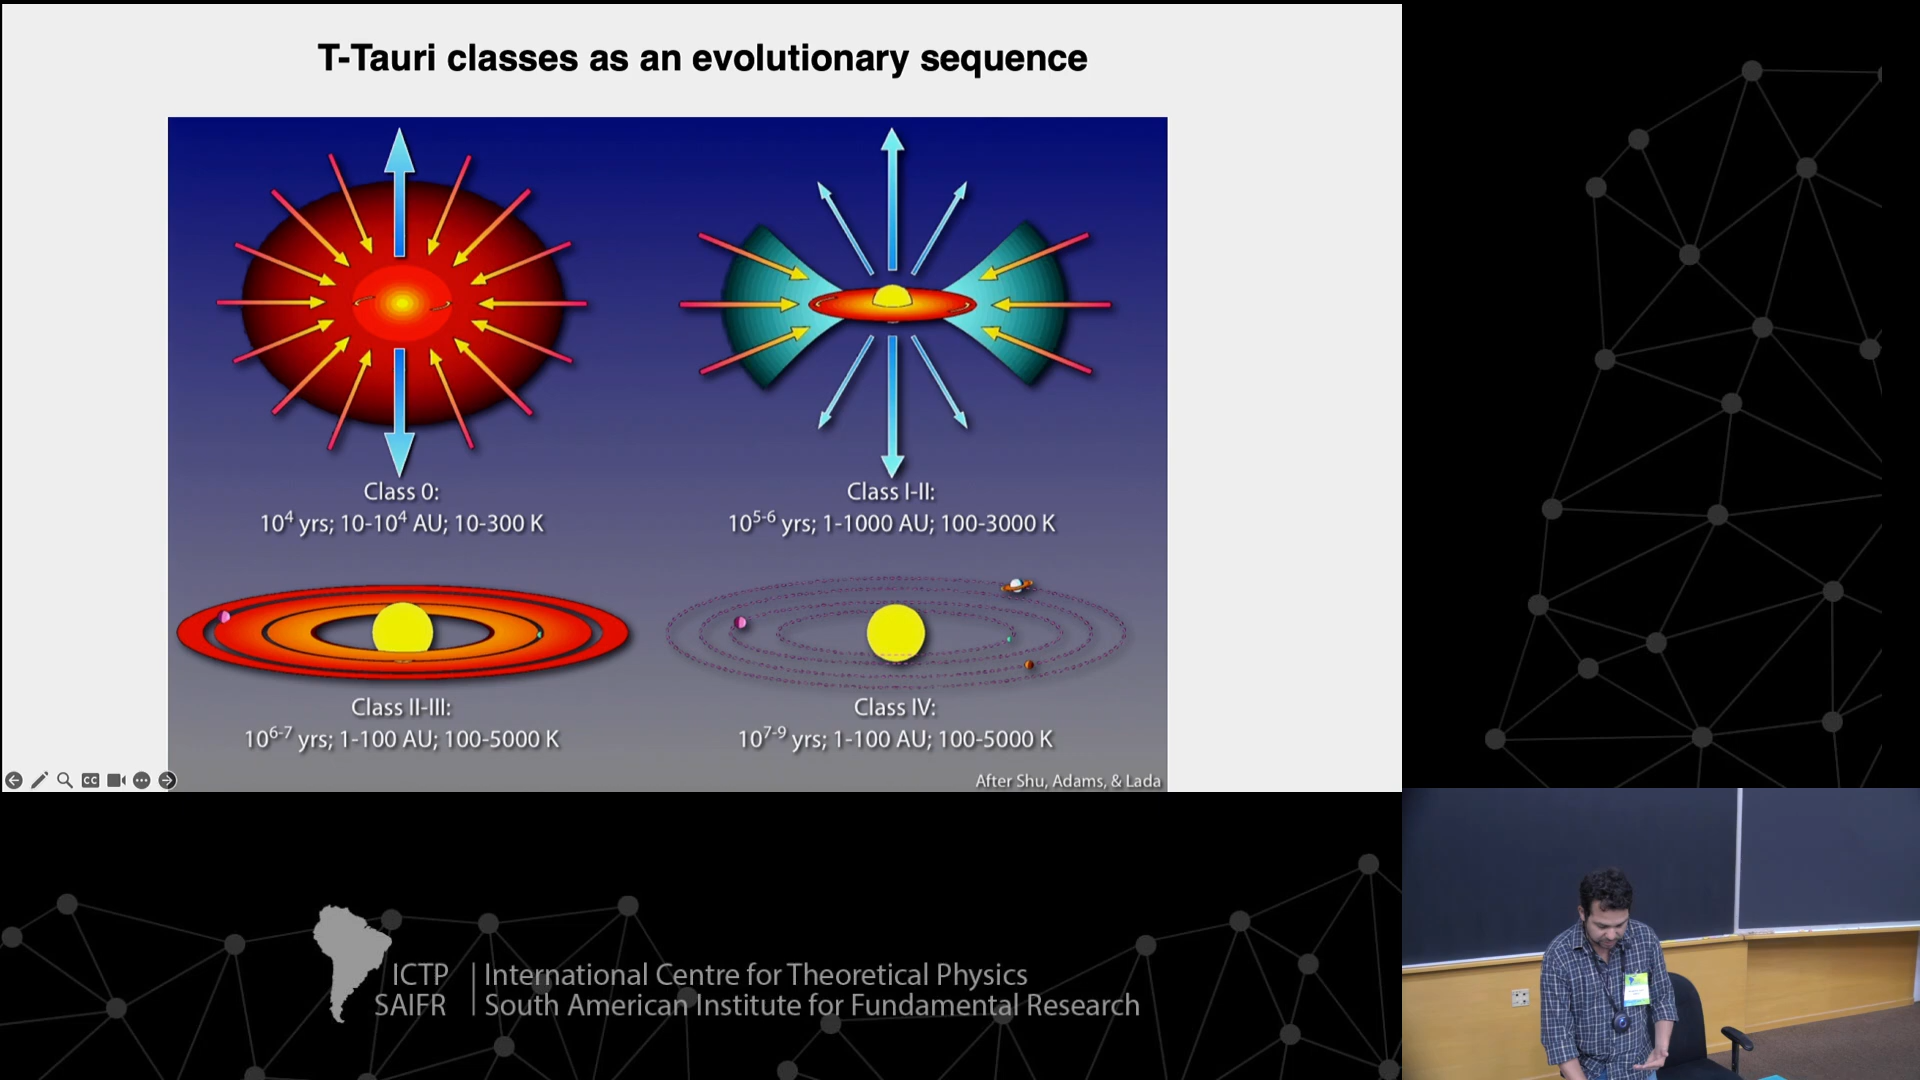 T-Tauri classes as an evolutionary sequence
Class 0:
10⁴ yrs; 10-10⁴ AU; 10-300 K
Class I-II:
10⁵⁻⁶ yrs; 1-1000 AU; 100-3000 K
Class II-III:
10⁶⁻⁷ yrs; 1-100 AU; 100-5000 K
Class IV:
10⁷⁻⁹ yrs; 1-100 AU; 100-5000 K
After Shu, Adams, & Lada
CC
ICTP | International Centre for Theoretical Physics
SAIFR | South American Institute for Fundamental Research